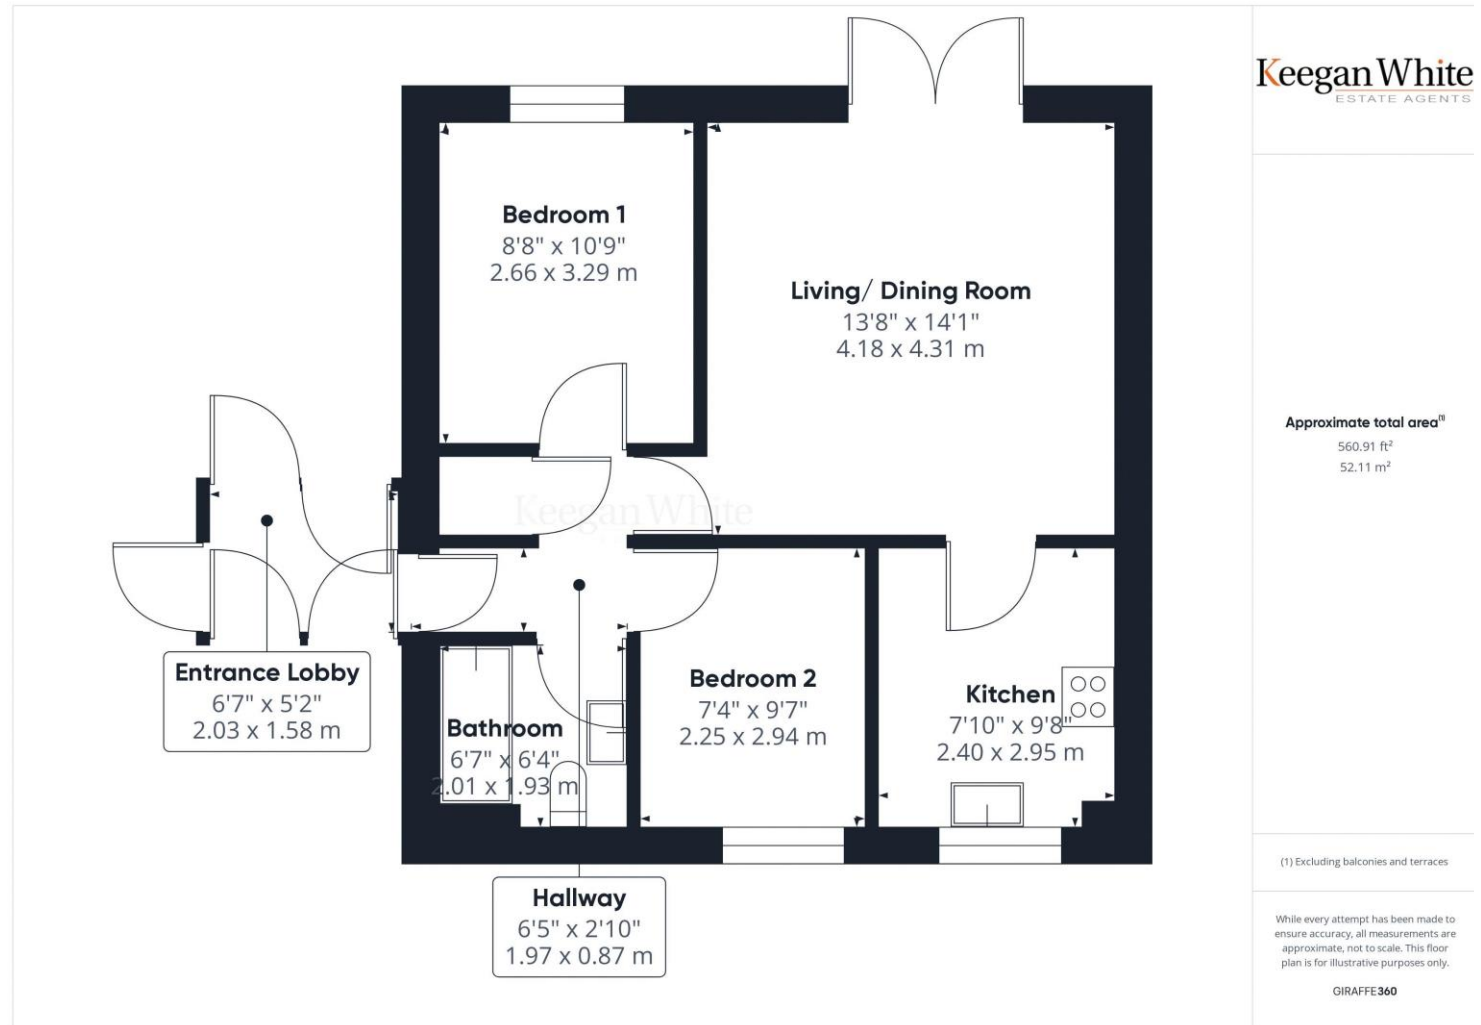 Keegan White
ESTATE AGENTS
Bedroom 1
8'8" x 10'9"
2.66 x 3.29 m
Living/ Dining Room
13'8" x 14'1"
4.18 x 4.31 m
Keegan White
Entrance Lobby
6'7" x 5'2"
2.03 x 1.58 m
Bathroom
6'7" x 6'4"
2.01 x 1.93 m
Bedroom 2
7'4" x 9'7"
2.25 x 2.94 m
Kitchen
7'10" x 9'8"
2.40 x 2.95 m
Hallway
6'5" x 2'10"
1.97 x 0.87 m
Approximate total area⁽¹⁾
560.91 ft²
52.11 m²
(1) Excluding balconies and terraces
While every attempt has been made to
ensure accuracy, all measurements are
approximate, not to scale. This floor
plan is for illustrative purposes only.
GIRAFFE360